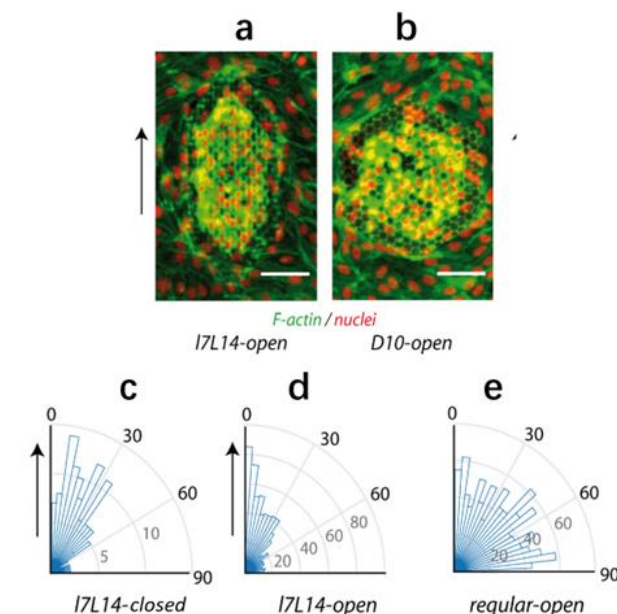 a b
F-actin / nuclei
l7L14-open D10-open
c d e
0 30 60 90 5 10
0 30 60 90 20 40 60 80
0 30 60 90 20 40 60
l7L14-closed l7L14-open regular-open